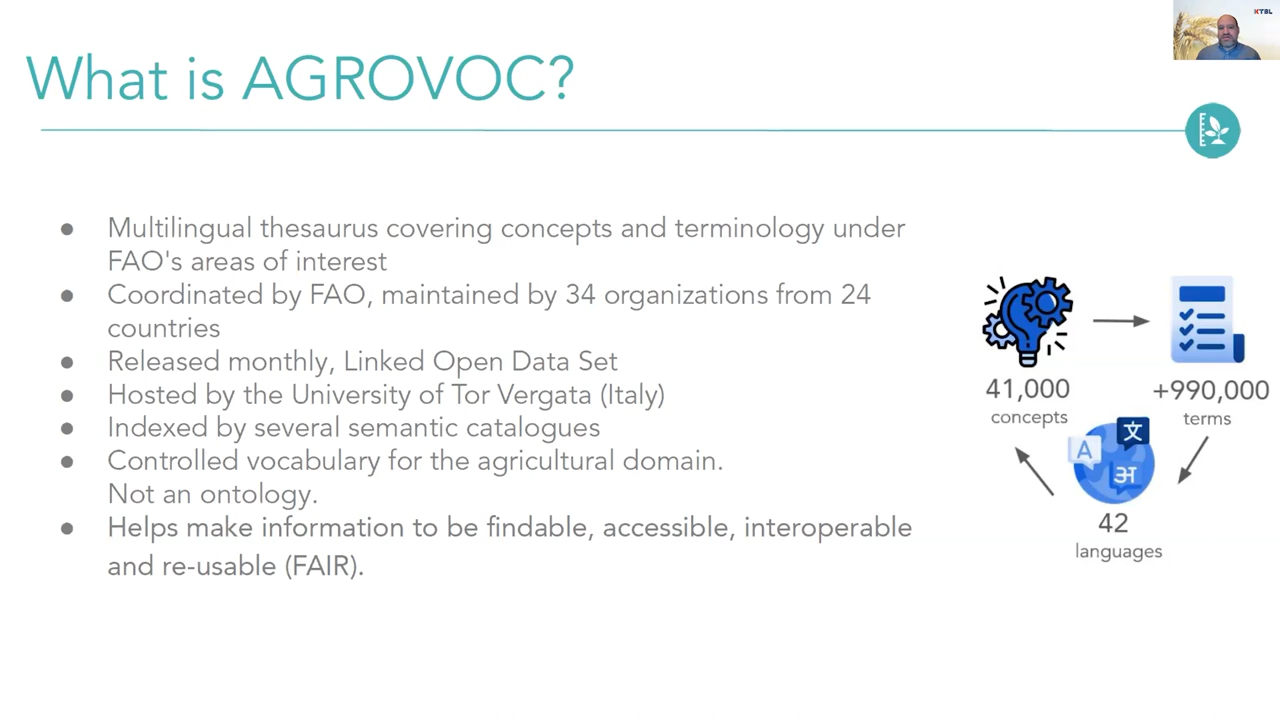 What is AGROVOC?
KTBL
● Multilingual thesaurus covering concepts and terminology under
FAO's areas of interest
● Coordinated by FAO, maintained by 34 organizations from 24
countries
● Released monthly, Linked Open Data Set
● Hosted by the University of Tor Vergata (Italy)
● Indexed by several semantic catalogues
● Controlled vocabulary for the agricultural domain.
Not an ontology.
● Helps make information to be findable, accessible, interoperable
and re-usable (FAIR).
41,000
concepts
+990,000
terms
A
文
अ
42
languages